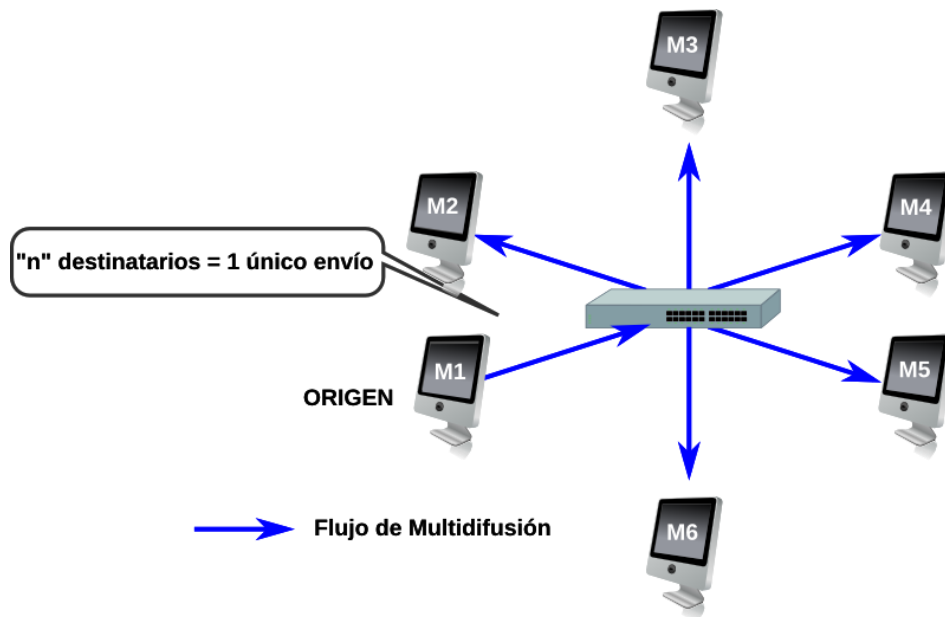 M3
M2
M4
"n" destinatarios = 1 único envío
M1
M5
ORIGEN
Flujo de Multidifusión
M6